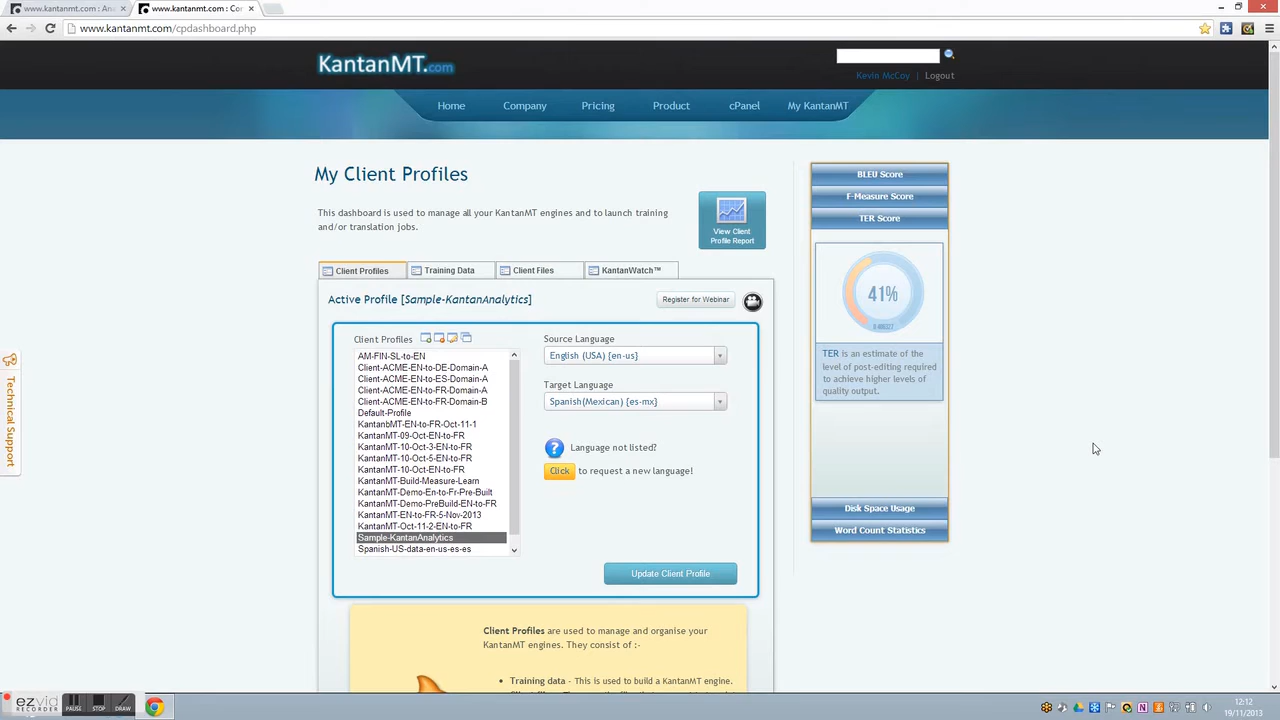 www.kantanmt.com : An
www.kantanmt.com : Co
www.kantanmt.com/cpdashboard.php
KantanMT.com
Kevin McCoy | Logout
Home
Company
Pricing
Product
cPanel
My KantanMT
My Client Profiles
This dashboard is used to manage all your KantanMT engines and to launch training
and/or translation jobs.
View Client
Profile Report
Client Profiles
Training Data
Client Files
KantanWatch™
Active Profile [Sample-KantanAnalytics]
Register for Webinar
Client Profiles
AM-FIN-SL-to-EN
Client-ACME-EN-to-DE-Domain-A
Client-ACME-EN-to-ES-Domain-A
Client-ACME-EN-to-FR-Domain-A
Client-ACME-EN-to-FR-Domain-B
Default-Profile
KantanbMT-EN-to-FR-Oct-11-1
KantanMT-09-Oct-EN-to-FR
KantanMT-10-Oct-3-EN-to-FR
KantanMT-10-Oct-5-EN-to-FR
KantanMT-10-Oct-EN-to-FR
KantanMT-Build-Measure-Learn
KantanMT-Demo-En-to-Fr-Pre-Built
KantanMT-Demo-PreBuild-EN-to-FR
KantanMT-EN-to-FR-5-Nov-2013
KantanMT-Oct-11-2-EN-to-FR
Sample-KantanAnalytics
Spanish-US-data-en-us-es-es
Source Language
English (USA) {en-us}
Target Language
Spanish(Mexican) {es-mx}
? Language not listed?
Click to request a new language!
Update Client Profile
Client Profiles are used to manage and organise your
KantanMT engines. They consist of :-
• Training data - This is used to build a KantanMT engine.
BLEU Score
F-Measure Score
TER Score
41%
TER is an estimate of the
level of post-editing required
to achieve higher levels of
quality output.
Disk Space Usage
Word Count Statistics
Technical Support
ezvid
RECORDER
PAUSE
STOP
DRAW
12:12
19/11/2013